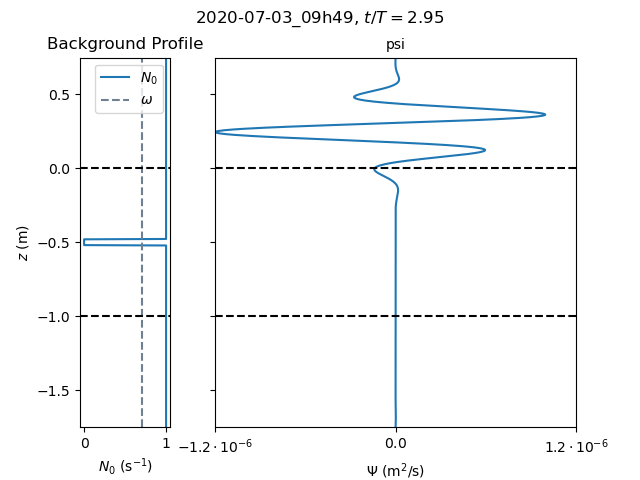 2020-07-03_09h49, t/T = 2.95
Background Profile
psi
N₀
ω
0.5
0.0
−0.5
−1.0
−1.5
z (m)
0 1
N₀ (s⁻¹)
−1.2 · 10⁻⁶ 0.0 1.2 · 10⁻⁶
Ψ (m²/s)